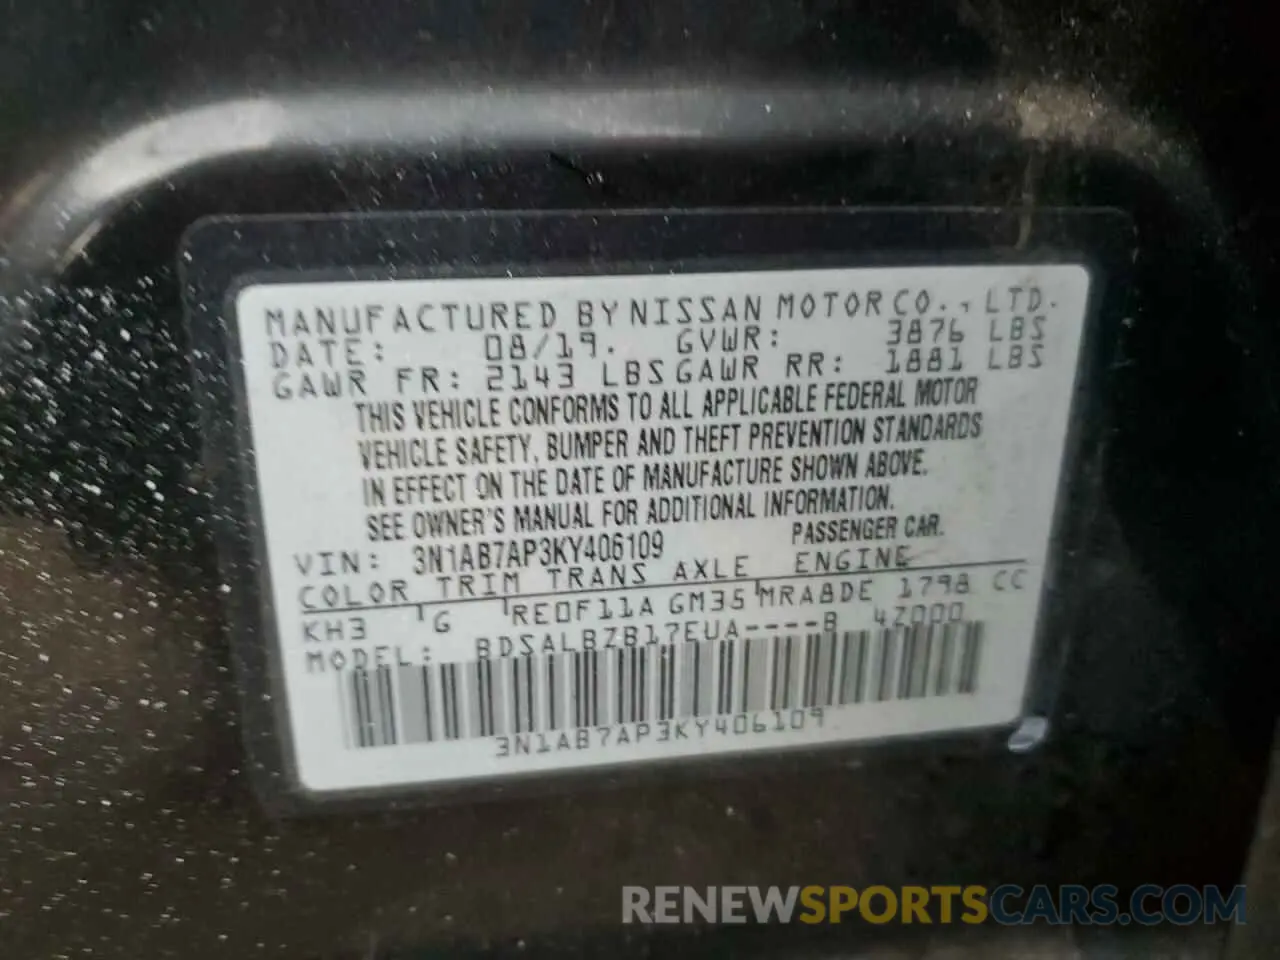 MANUFACTURED BY NISSAN MOTOR CO., LTD.
DATE: 08/19. GVWR: 3876 LBS
GAWR FR: 2143 LBS GAWR RR: 1881 LBS
THIS VEHICLE CONFORMS TO ALL APPLICABLE FEDERAL MOTOR
VEHICLE SAFETY, BUMPER AND THEFT PREVENTION STANDARDS
IN EFFECT ON THE DATE OF MANUFACTURE SHOWN ABOVE.
SEE OWNER'S MANUAL FOR ADDITIONAL INFORMATION.
VIN: 3N1AB7AP3KY406109 PASSENGER CAR.
COLOR TRIM TRANS AXLE ENGINE
KH3 G RE0F11A GM35 MRA8DE 1798 CC
MODEL: BDSALBZB17EUA----B 4Z000
3N1AB7AP3KY406109
RENEWSPORTSCARS.COM